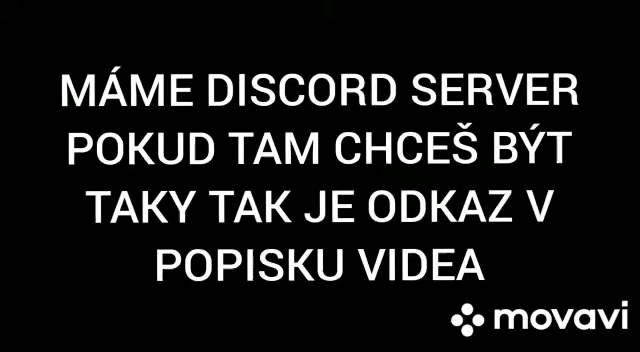 MÁME DISCORD SERVER
POKUD TAM CHCEŠ BÝT
TAKY TAK JE ODKAZ V
POPISKU VIDEA
movavi